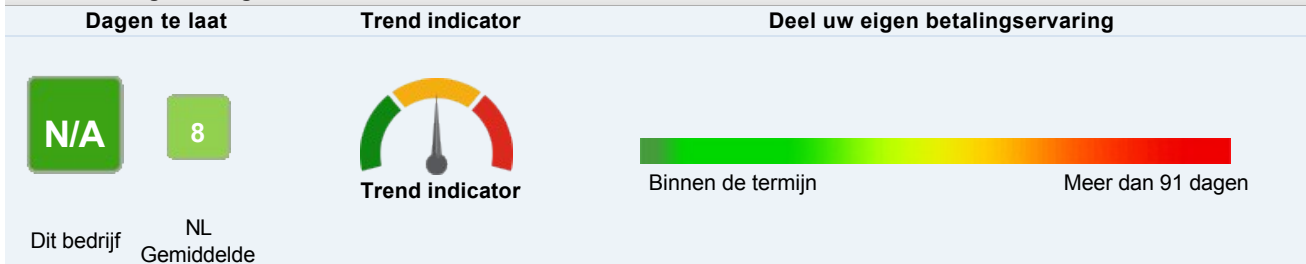 Dagen te laat
Trend indicator
Deel uw eigen betalingservaring
N/A
8
Trend indicator
Binnen de termijn
Meer dan 91 dagen
Dit bedrijf
NL
Gemiddelde